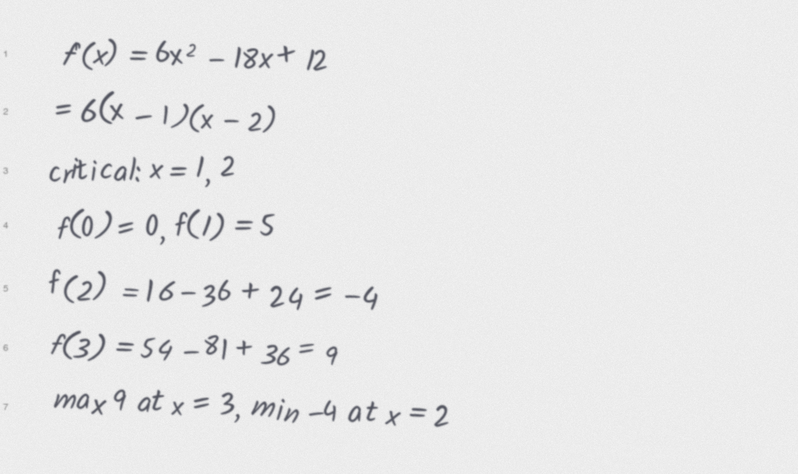 f'(x) = 6x² - 18x + 12
= 6(x - 1)(x - 2)
critical: x = 1, 2
f(0) = 0, f(1) = 5
f(2) = 16 - 36 + 24 = -4
f(3) = 54 - 81 + 36 = 9
max 9 at x = 3, min -4 at x = 2